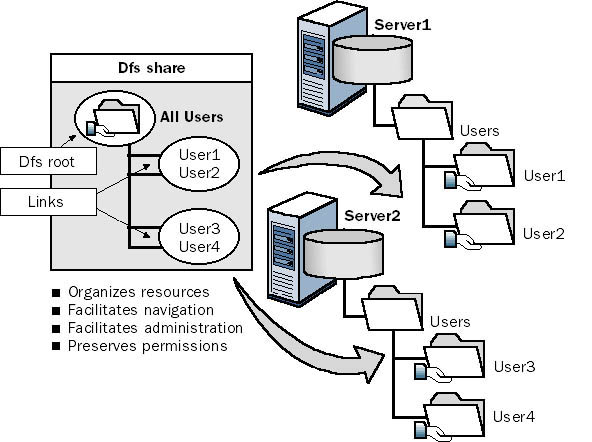 Dfs share
All Users
Dfs root
User1
User2
Links
User3
User4
■ Organizes resources
■ Facilitates navigation
■ Facilitates administration
■ Preserves permissions
Server1
Users
User1
User2
Server2
Users
User3
User4